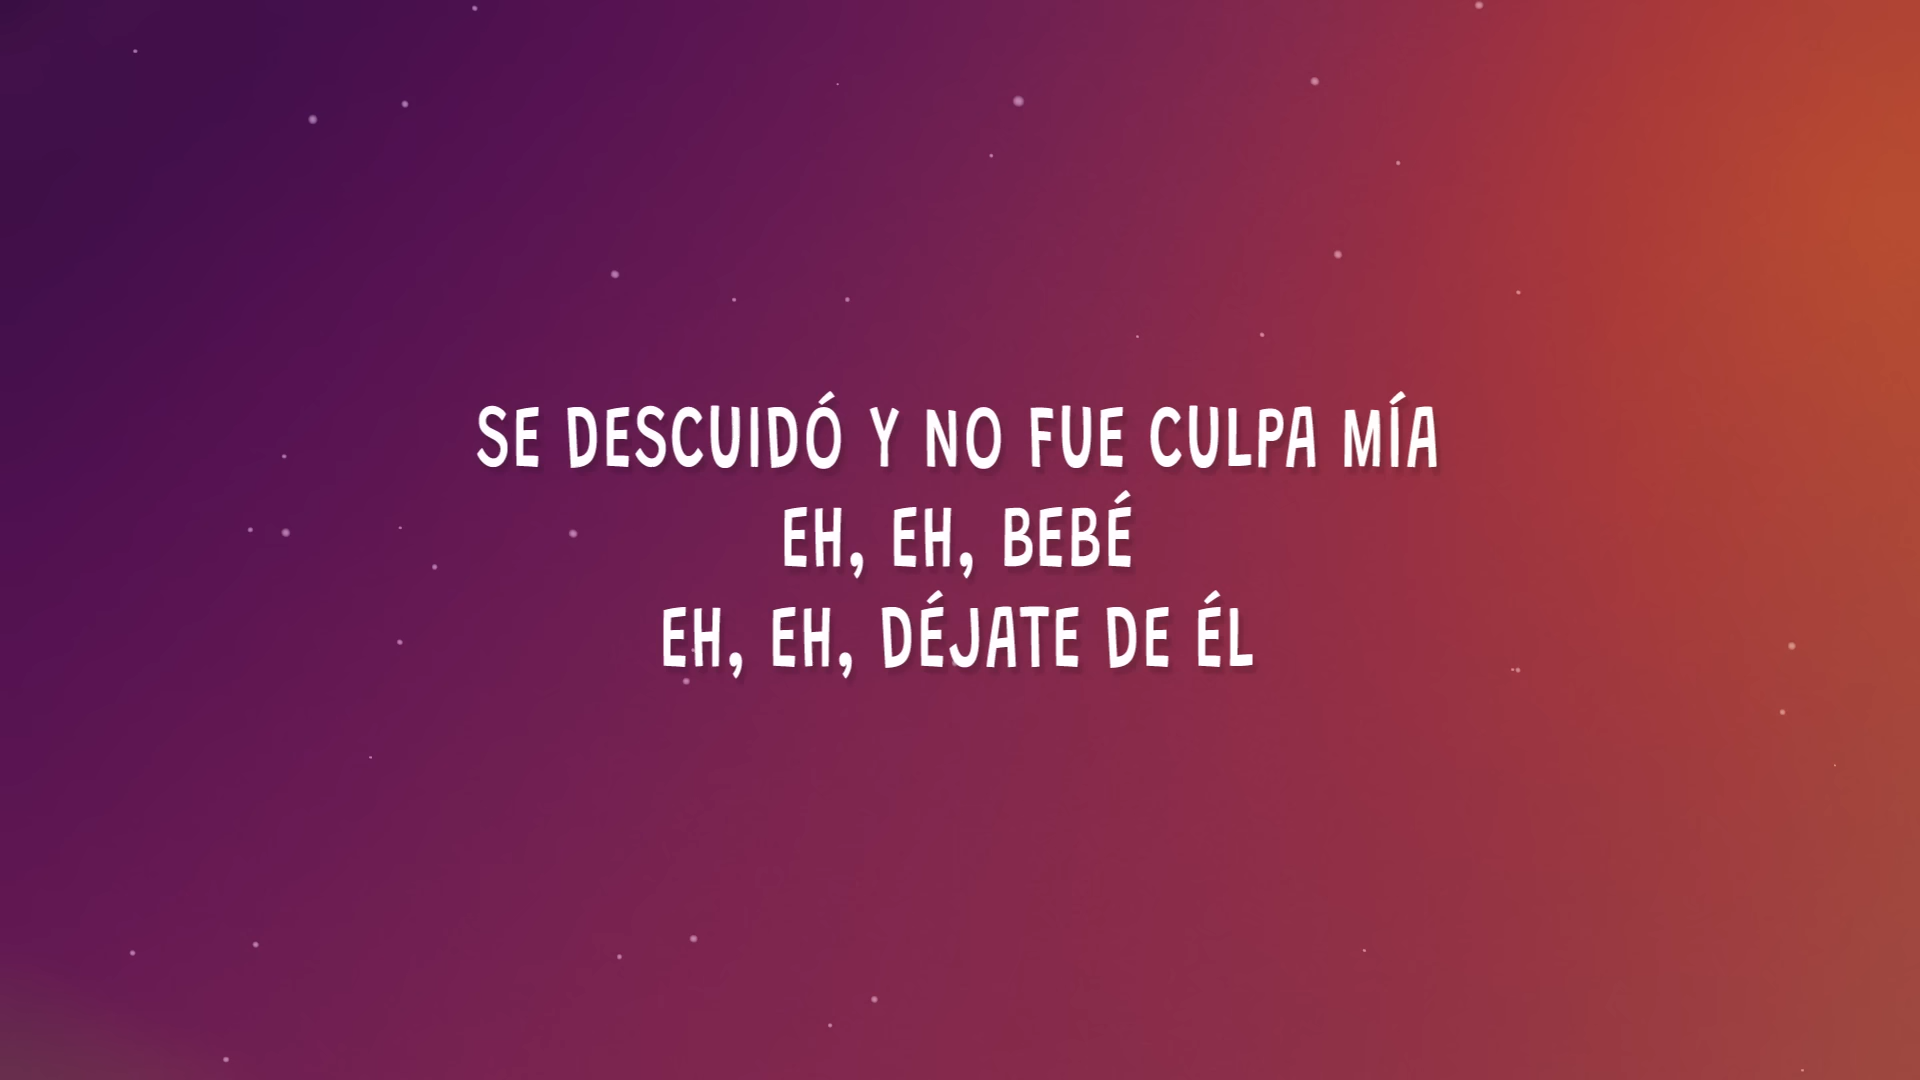 SE DESCUIDÓ Y NO FUE CULPA MÍA
EH, EH, BEBÉ
EH, EH, DÉJATE DE ÉL